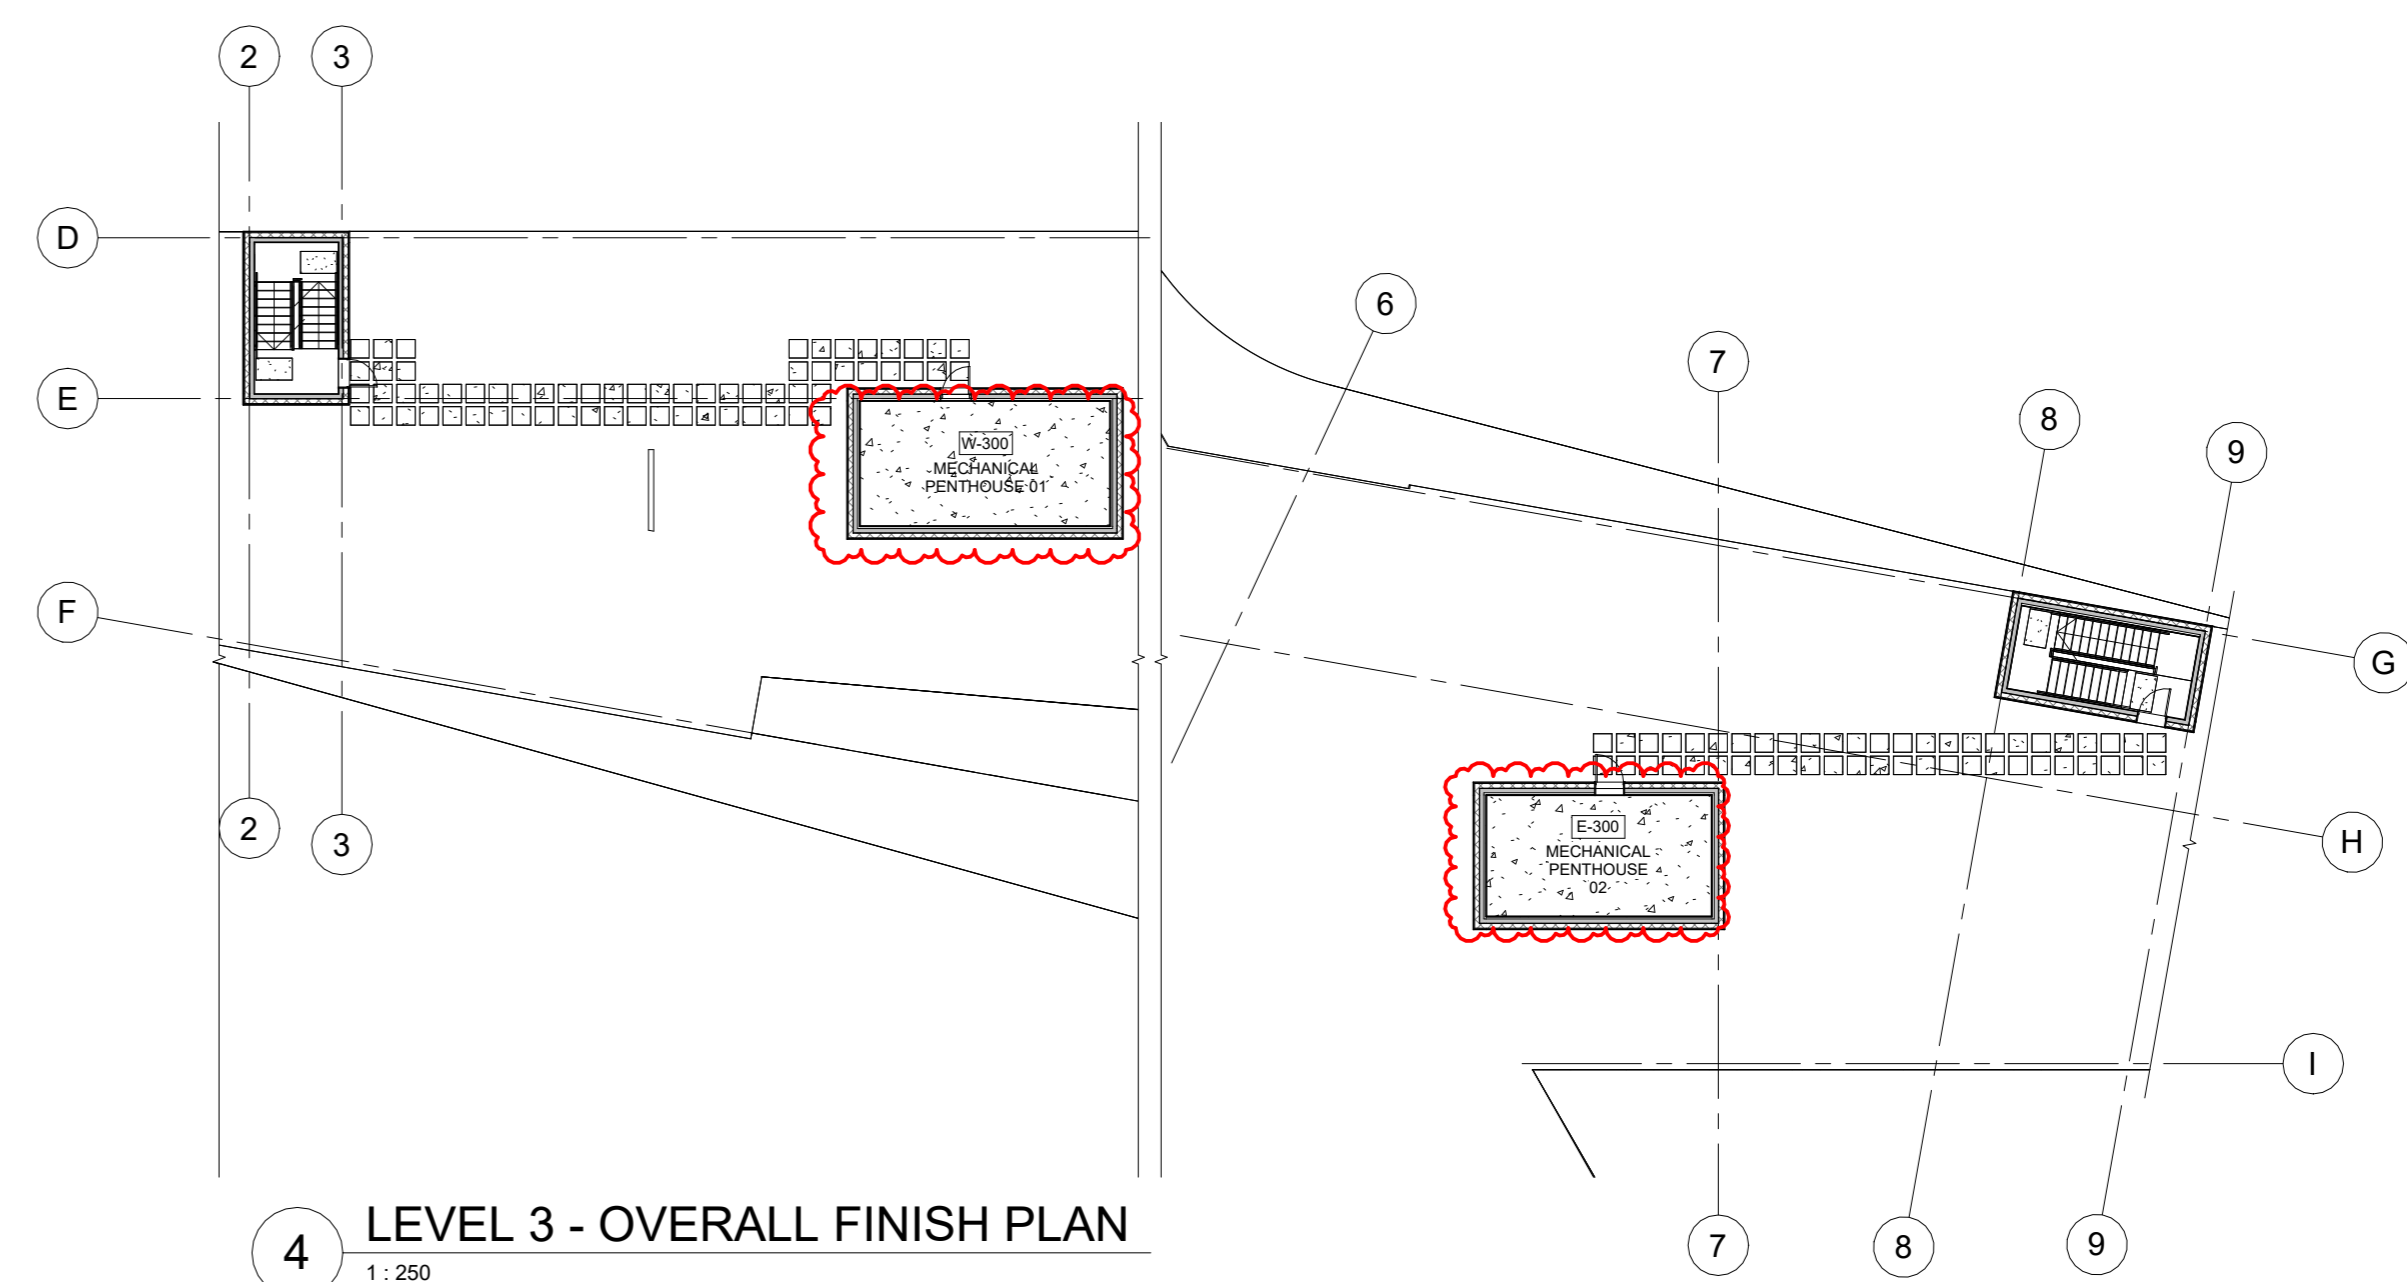 2
3
D
E
F
6
7
8
9
W-300
MECHANICAL
PENTHOUSE 01
E-300
MECHANICAL
PENTHOUSE
02
G
H
I
2
3
7
8
9
4
LEVEL 3 - OVERALL FINISH PLAN
1 : 250